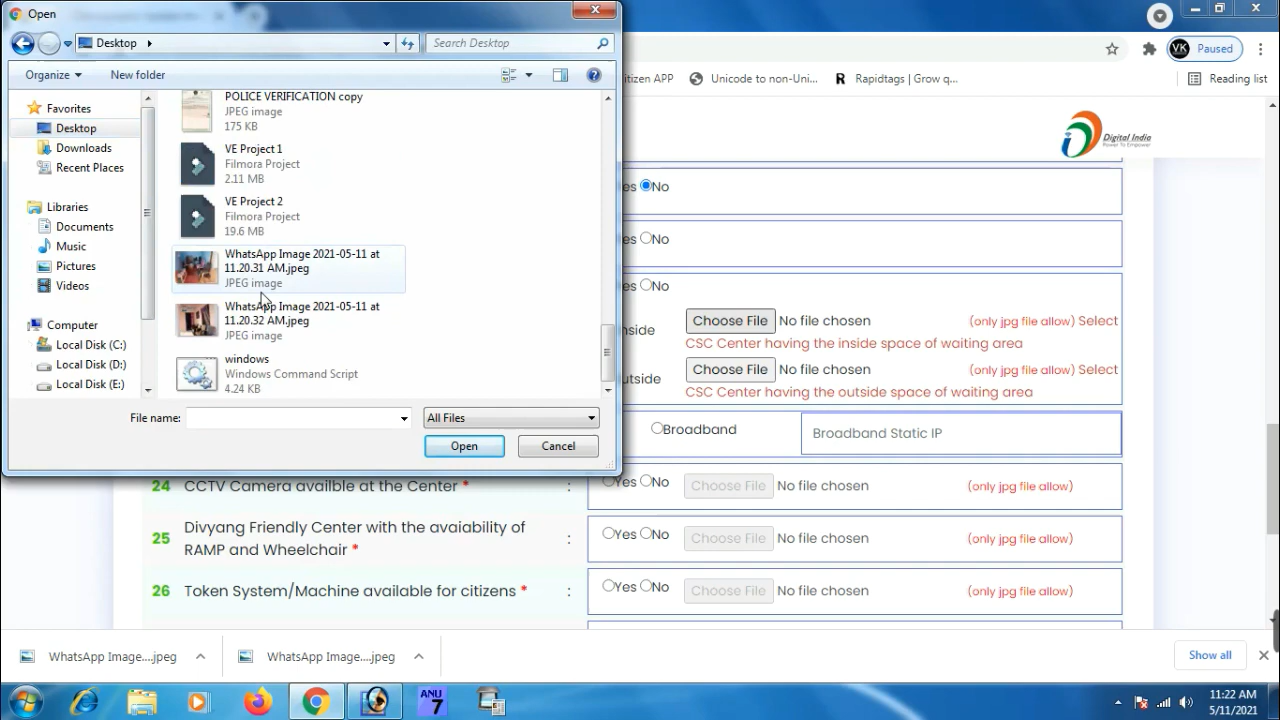 Open
Desktop
Search Desktop
Organize
New folder
Favorites
Desktop
Downloads
Recent Places
Libraries
Documents
Music
Pictures
Videos
Computer
Local Disk (C:)
Local Disk (D:)
Local Disk (E:)
POLICE VERIFICATION copy
JPEG image
175 KB
VE Project 1
Filmora Project
2.11 MB
VE Project 2
Filmora Project
19.6 MB
WhatsApp Image 2021-05-11 at
11.20.31 AM.jpeg
JPEG image
WhatsApp Image 2021-05-11 at
11.20.32 AM.jpeg
JPEG image
windows
Windows Command Script
4.24 KB
File name:
All Files
Open
Cancel
VK Paused
itizen APP
Unicode to non-Uni...
Rapidtags | Grow q...
Reading list
Digital India
Power To Empower
es No
es No
es No
nside
Choose File No file chosen (only jpg file allow) Select
CSC Center having the inside space of waiting area
utside
Choose File No file chosen (only jpg file allow) Select
CSC Center having the outside space of waiting area
Broadband Broadband Static IP
24 CCTV Camera availble at the Center * : Yes No Choose File No file chosen (only jpg file allow)
25 Divyang Friendly Center with the avaiability of
RAMP and Wheelchair * : Yes No Choose File No file chosen (only jpg file allow)
26 Token System/Machine available for citizens * : Yes No Choose File No file chosen (only jpg file allow)
WhatsApp Image....jpeg
WhatsApp Image....jpeg
Show all
ANU
7
11:22 AM
5/11/2021